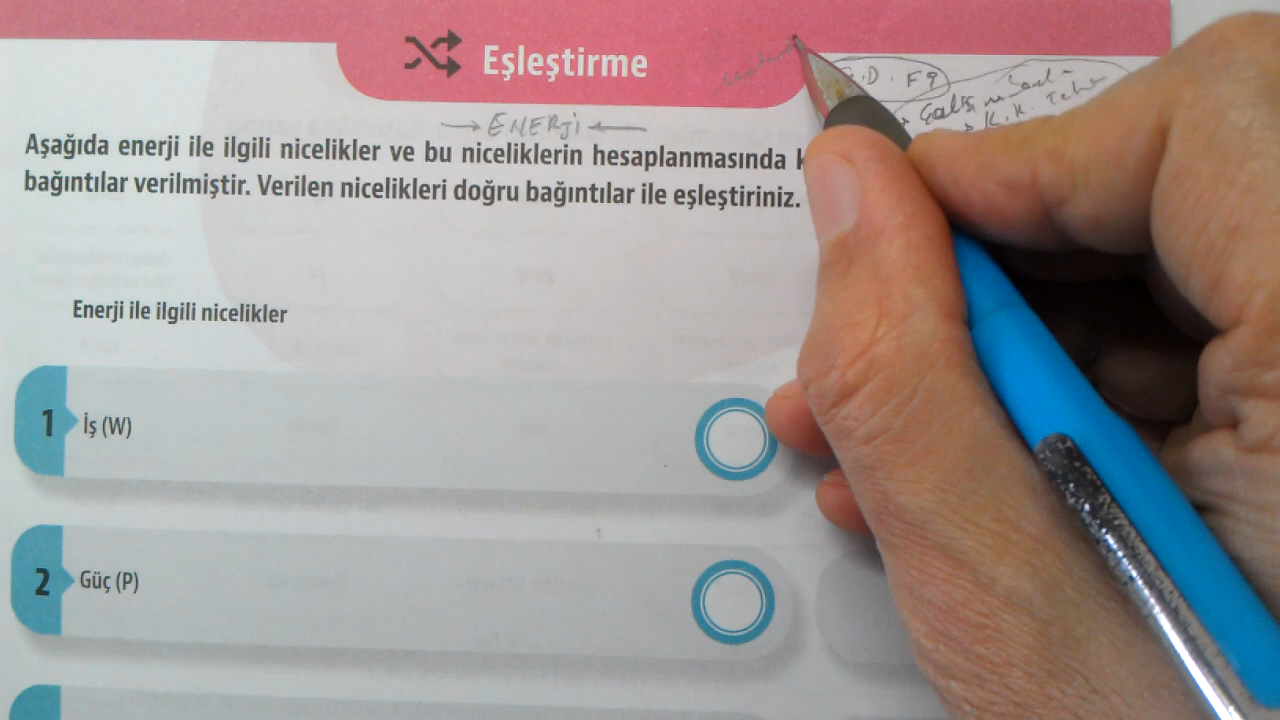 Eşleştirme
D. F9
→ ENERJİ ←
K.K.
Aşağıda enerji ile ilgili nicelikler ve bu niceliklerin hesaplanmasında
bağıntılar verilmiştir. Verilen nicelikleri doğru bağıntılar ile eşleştiriniz.
Enerji ile ilgili nicelikler
1 İş (W)
2 Güç (P)